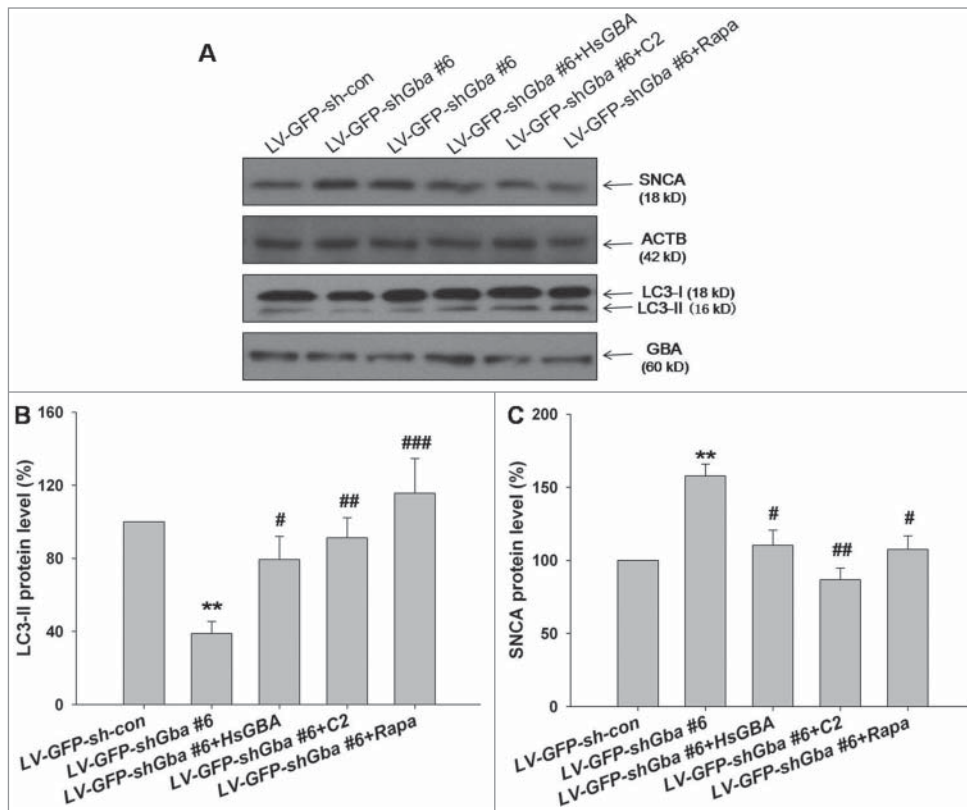 A
LV-GFP-sh-con
LV-GFP-shGba #6
LV-GFP-shGba #6
LV-GFP-shGba #6+HsGBA
LV-GFP-shGba #6+C2
LV-GFP-shGba #6+Rapa
SNCA
(18 kD)
ACTB
(42 kD)
LC3-I (18 kD)
LC3-II (16 kD)
GBA
(60 kD)
B
LC3-II protein level (%)
160
120
80
40
0
**
#
##
###
LV-GFP-sh-con
LV-GFP-shGba #6
LV-GFP-shGba #6+HsGBA
LV-GFP-shGba #6+C2
LV-GFP-shGba #6+Rapa
C
SNCA protein level (%)
200
150
100
50
0
**
#
##
#
LV-GFP-sh-con
LV-GFP-shGba #6
LV-GFP-shGba #6+HsGBA
LV-GFP-shGba #6+C2
LV-GFP-shGba #6+Rapa